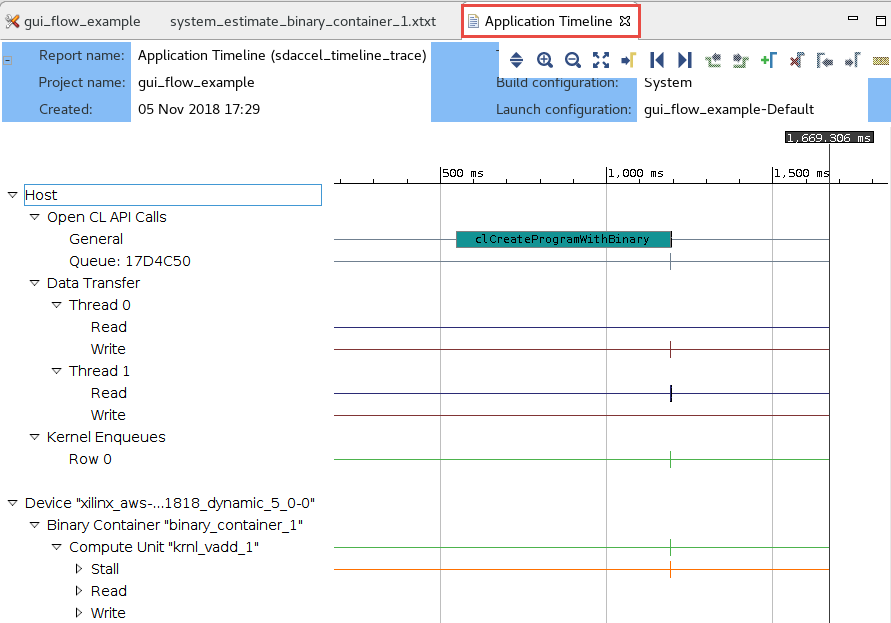 gui_flow_example system_estimate_binary_container_1.xtxt Application Timeline
Report name: Application Timeline (sdaccel_timeline_trace)
Project name: gui_flow_example Build configuration: System
Created: 05 Nov 2018 17:29 Launch configuration: gui_flow_example-Default
1,669.306 ms
500 ms 1,000 ms 1,500 ms
Host
Open CL API Calls
General clCreateProgramWithBinary
Queue: 17D4C50
Data Transfer
Thread 0
Read
Write
Thread 1
Read
Write
Kernel Enqueues
Row 0
Device "xilinx_aws-...1818_dynamic_5_0-0"
Binary Container "binary_container_1"
Compute Unit "krnl_vadd_1"
Stall
Read
Write